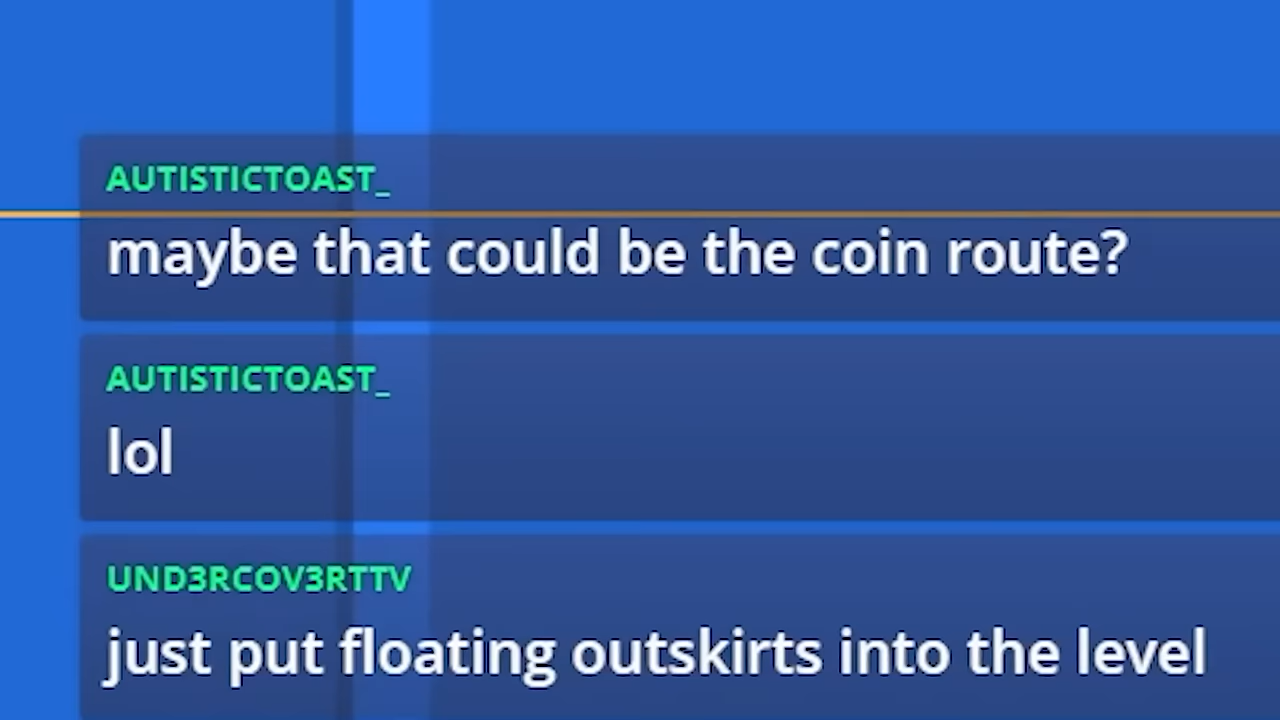 AUTISTICTOAST_
maybe that could be the coin route?
AUTISTICTOAST_
lol
UND3RCOV3RTTV
just put floating outskirts into the level